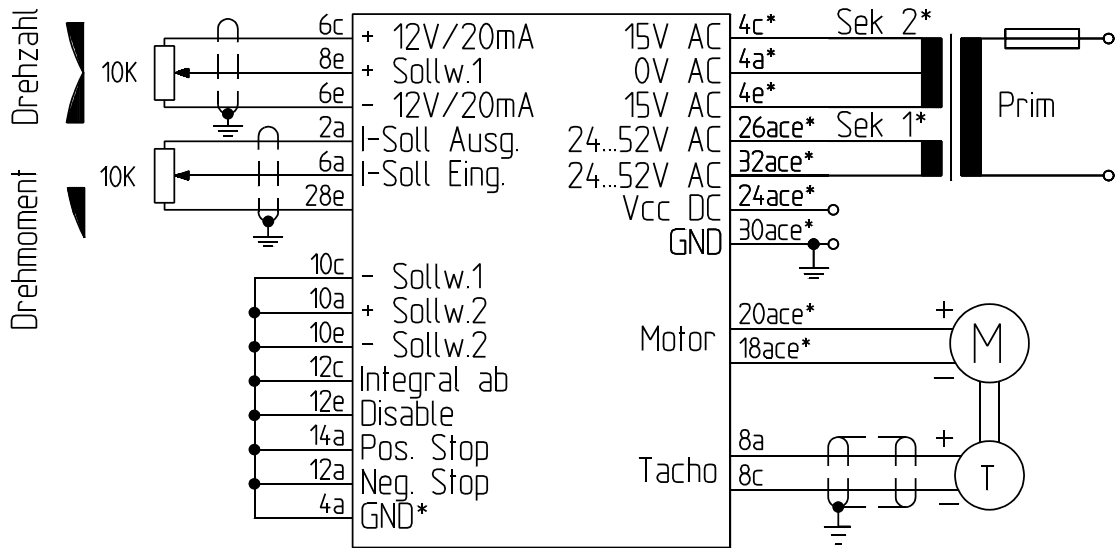 Drehzahl
10K
6c + 12V/20mA
8e + Sollw.1
6e - 12V/20mA
Drehmoment
10K
2a I-Soll Ausg.
6a I-Soll Eing.
28e
10c - Sollw.1
10a + Sollw.2
10e - Sollw.2
12c Integral ab
12e Disable
14a Pos. Stop
12a Neg. Stop
4a GND*
15V AC 4c* Sek 2*
0V AC 4a*
15V AC 4e*
Prim
24...52V AC 26ace* Sek 1*
24...52V AC 32ace*
Vcc DC 24ace*
GND 30ace*
Motor
20ace* +
18ace* -
M
Tacho
8a +
8c -
T